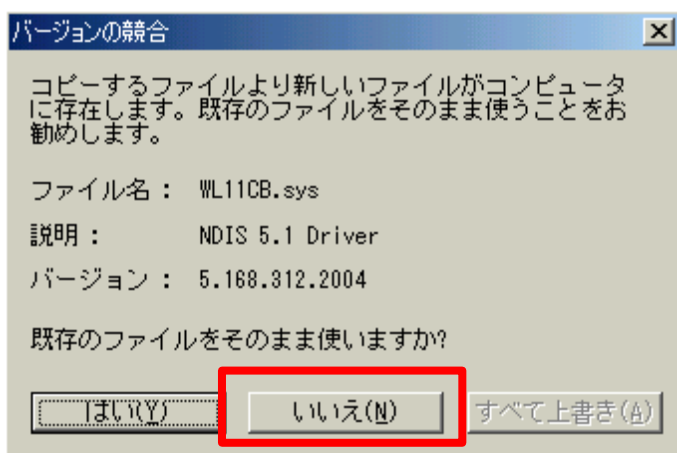 バージョンの競合
コピーするファイルより新しいファイルがコンピュータ
に存在します。既存のファイルをそのまま使うことをお
勧めします。
ファイル名： WL11CB.sys
説明： NDIS 5.1 Driver
バージョン： 5.168.312.2004
既存のファイルをそのまま使いますか?
はい(Y) いいえ(N) すべて上書き(A)